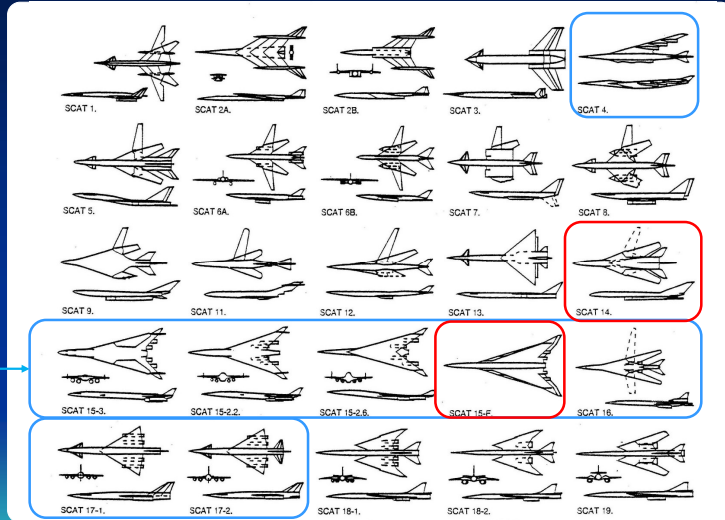 SCAT 1.
SCAT 2A.
SCAT 2B.
SCAT 3.
SCAT 4.
SCAT 5.
SCAT 6A.
SCAT 6B.
SCAT 7.
SCAT 8.
SCAT 9.
SCAT 11.
SCAT 12.
SCAT 13.
SCAT 14.
SCAT 15-3.
SCAT 15-2.2.
SCAT 15-2.6.
SCAT 15-F.
SCAT 16.
SCAT 17-1.
SCAT 17-2.
SCAT 18-1.
SCAT 18-2.
SCAT 19.